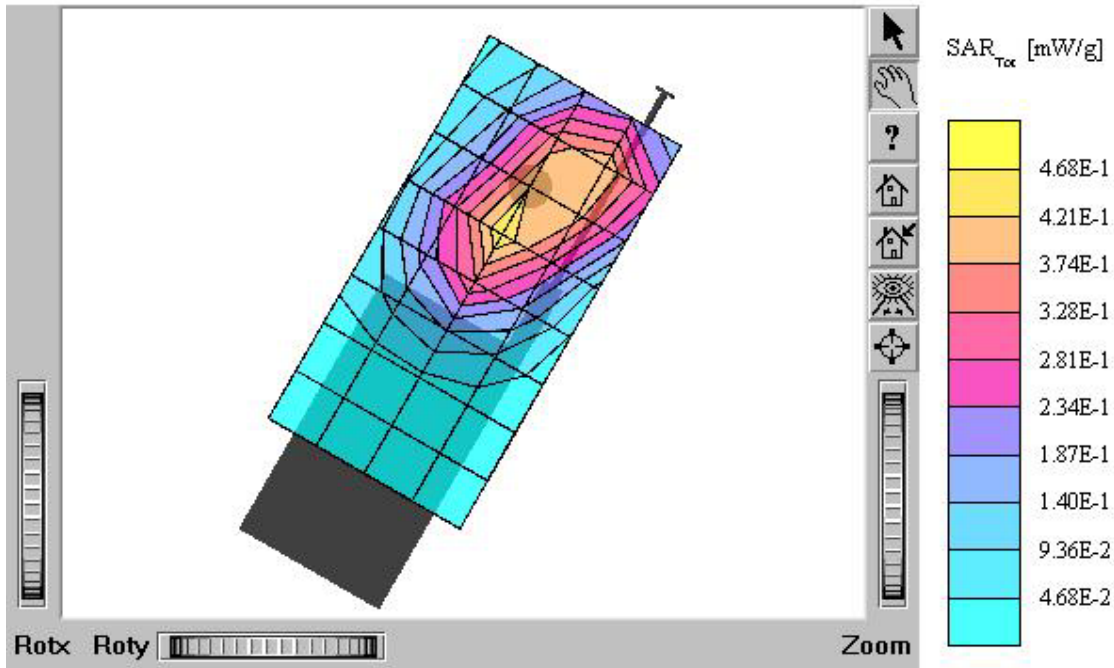 SAR_Tot [mW/g]
?
4.68E-1
4.21E-1
3.74E-1
3.28E-1
2.81E-1
2.34E-1
1.87E-1
1.40E-1
9.36E-2
4.68E-2
Rotx Roty Zoom